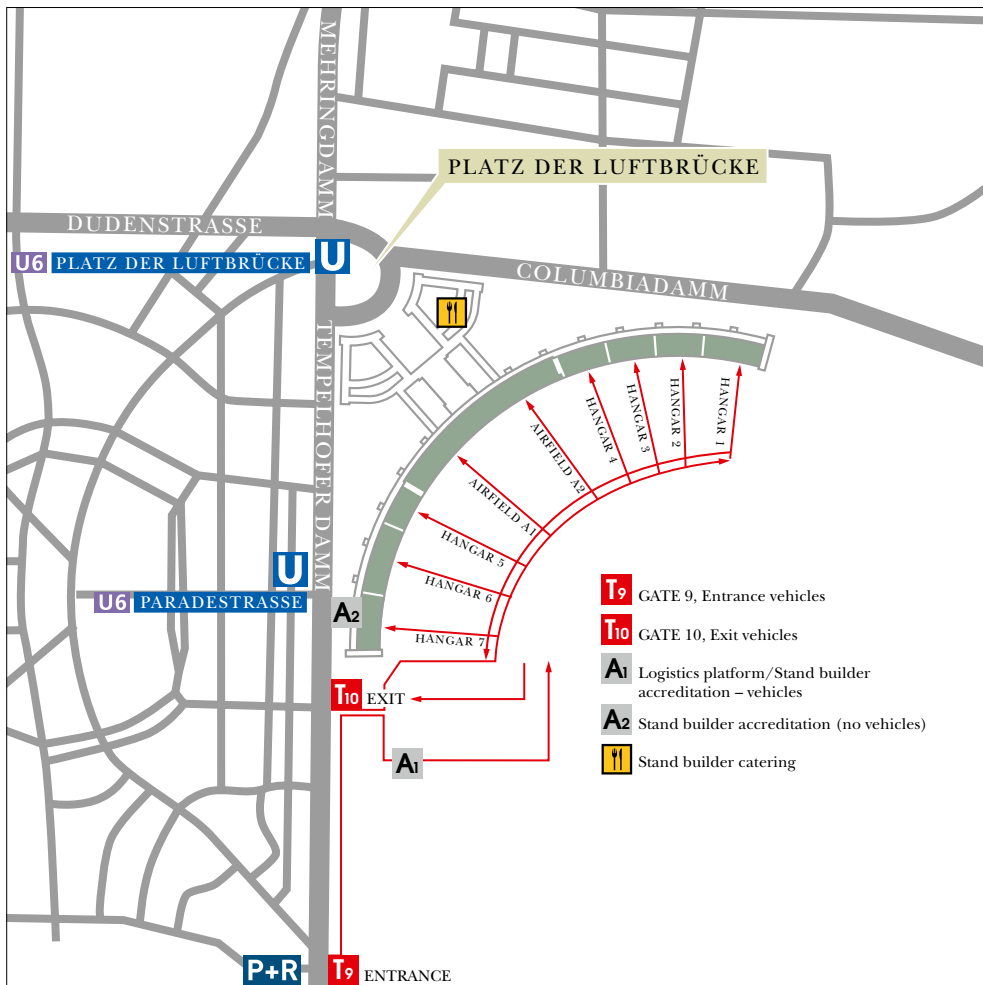 MEHRINGDAMM
PLATZ DER LUFTBRÜCKE
DUDENSTRASSE
U6 PLATZ DER LUFTBRÜCKE U
COLUMBIADAMM
TEMPELHOFER DAMM
HANGAR 1
HANGAR 2
HANGAR 3
HANGAR 4
AIRFIELD A2
AIRFIELD A1
HANGAR 5
HANGAR 6
HANGAR 7
U
U6 PARADESTRASSE
A2
T10 EXIT
A1
T9 GATE 9, Entrance vehicles
T10 GATE 10, Exit vehicles
A1 Logistics platform/Stand builder
accreditation – vehicles
A2 Stand builder accreditation (no vehicles)
Stand builder catering
P+R T9 ENTRANCE